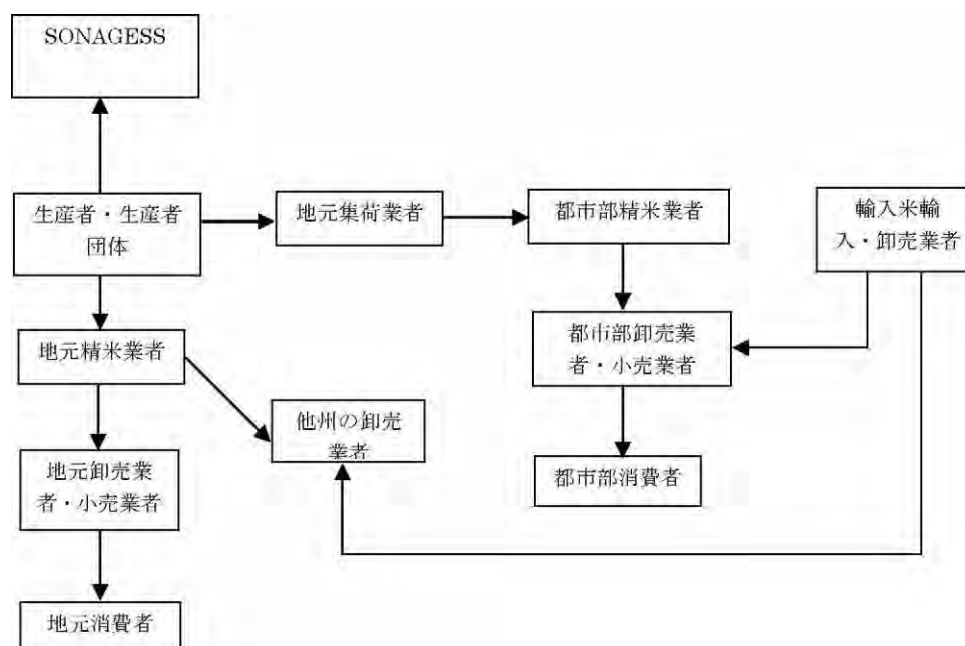 SONAGESS
生産者・生産者
団体
地元集荷業者
都市部精米業者
輸入米輸
入・卸売業者
地元精米業者
都市部卸売業
者・小売業者
他州の卸売
業者
地元卸売業
者・小売業者
都市部消費者
地元消費者